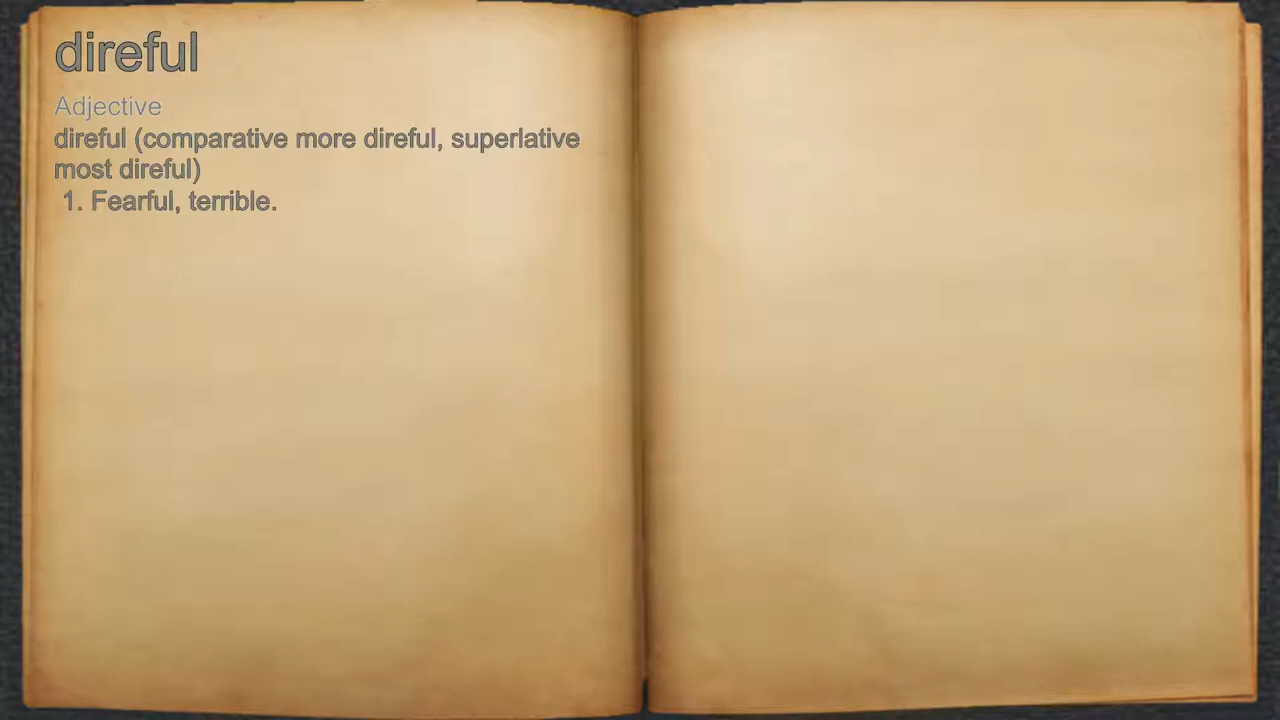 direful
Adjective
direful (comparative more direful, superlative
most direful)
1. Fearful, terrible.